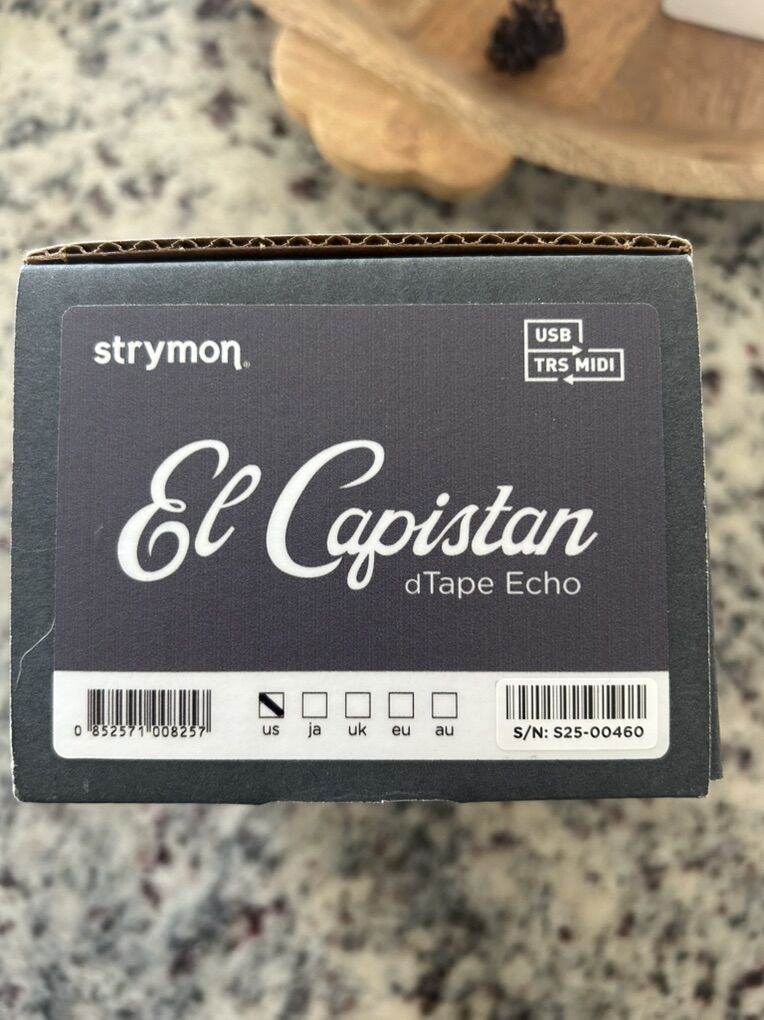 strymon®
USB
TRS MIDI
El Capistan
dTape Echo
0 852571 008257
us ja uk eu au
S/N: S25-00460